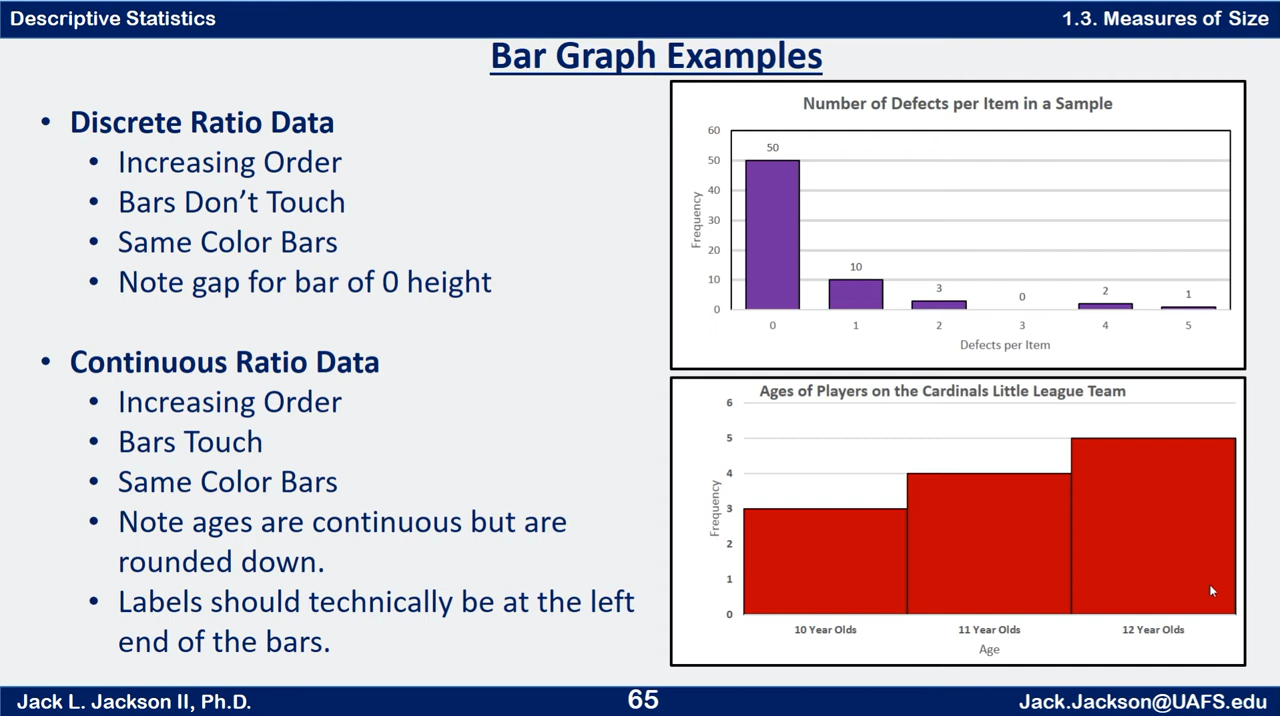 Descriptive Statistics
1.3. Measures of Size
Bar Graph Examples
• Discrete Ratio Data
• Increasing Order
• Bars Don’t Touch
• Same Color Bars
• Note gap for bar of 0 height
• Continuous Ratio Data
• Increasing Order
• Bars Touch
• Same Color Bars
• Note ages are continuous but are
rounded down.
• Labels should technically be at the left
end of the bars.
Number of Defects per Item in a Sample
60
50
40
30
20
10
0
Frequency
50
10
3
0
2
1
0 1 2 3 4 5
Defects per Item
Ages of Players on the Cardinals Little League Team
6
5
4
3
2
1
0
Frequency
10 Year Olds 11 Year Olds 12 Year Olds
Age
Jack L. Jackson II, Ph.D.
65
Jack.Jackson@UAFS.edu